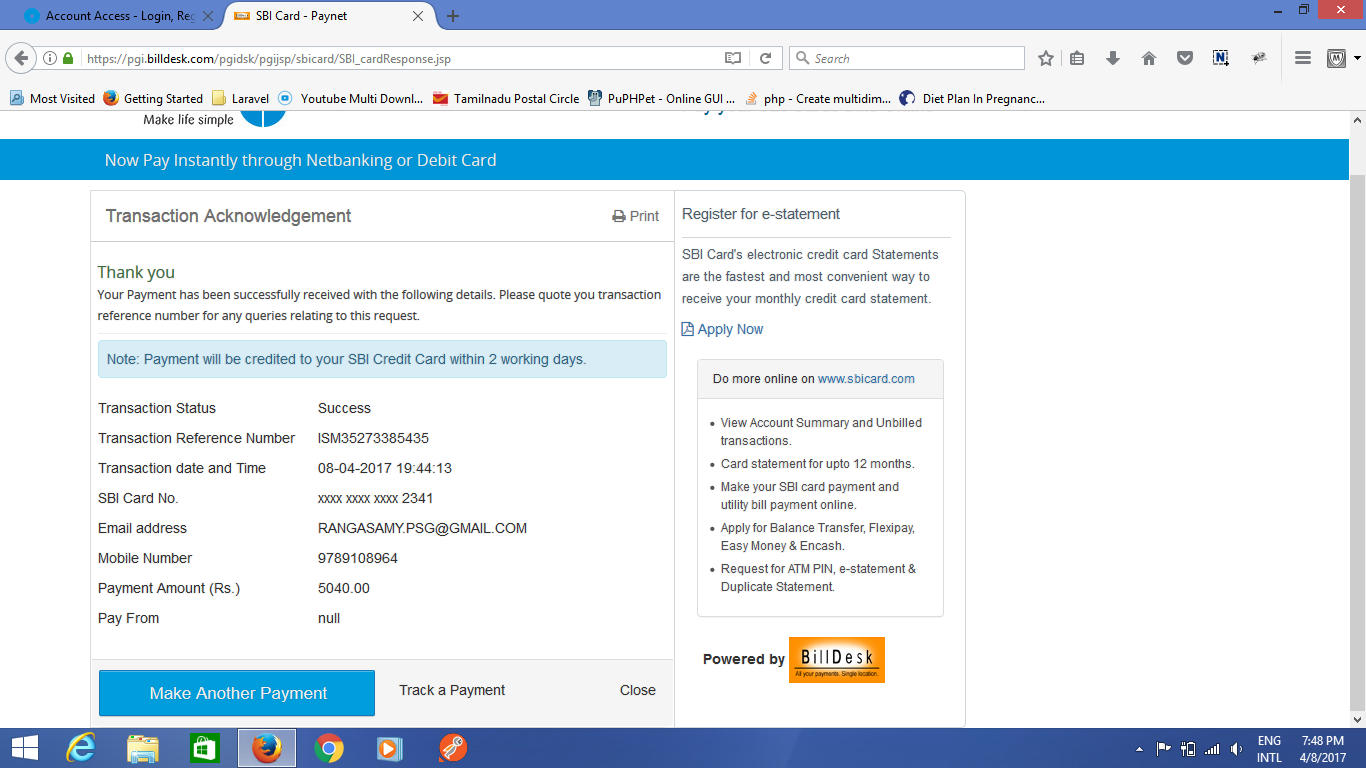 Account Access - Login, Reg
SBI Card - Paynet
https://pgi.billdesk.com/pgidsk/pgijsp/sbicard/SBI_cardResponse.jsp
Search
Most Visited
Getting Started
Laravel
Youtube Multi Downl...
Tamilnadu Postal Circle
PuPHPet - Online GUI ...
php - Create multidim...
Diet Plan In Pregnanc...
Make life simple
Now Pay Instantly through Netbanking or Debit Card
Transaction Acknowledgement
Print
Thank you
Your Payment has been successfully received with the following details. Please quote you transaction
reference number for any queries relating to this request.
Note: Payment will be credited to your SBI Credit Card within 2 working days.
Transaction Status Success
Transaction Reference Number ISM35273385435
Transaction date and Time 08-04-2017 19:44:13
SBI Card No. xxxx xxxx xxxx 2341
Email address RANGASAMY.PSG@GMAIL.COM
Mobile Number 9789108964
Payment Amount (Rs.) 5040.00
Pay From null
Make Another Payment
Track a Payment
Close
Register for e-statement
SBI Card's electronic credit card Statements
are the fastest and most convenient way to
receive your monthly credit card statement.
Apply Now
Do more online on www.sbicard.com
• View Account Summary and Unbilled
transactions.
• Card statement for upto 12 months.
• Make your SBI card payment and
utility bill payment online.
• Apply for Balance Transfer, Flexipay,
Easy Money & Encash.
• Request for ATM PIN, e-statement &
Duplicate Statement.
Powered by
BillDesk
All your payments. Single location.
ENG
INTL
7:48 PM
4/8/2017